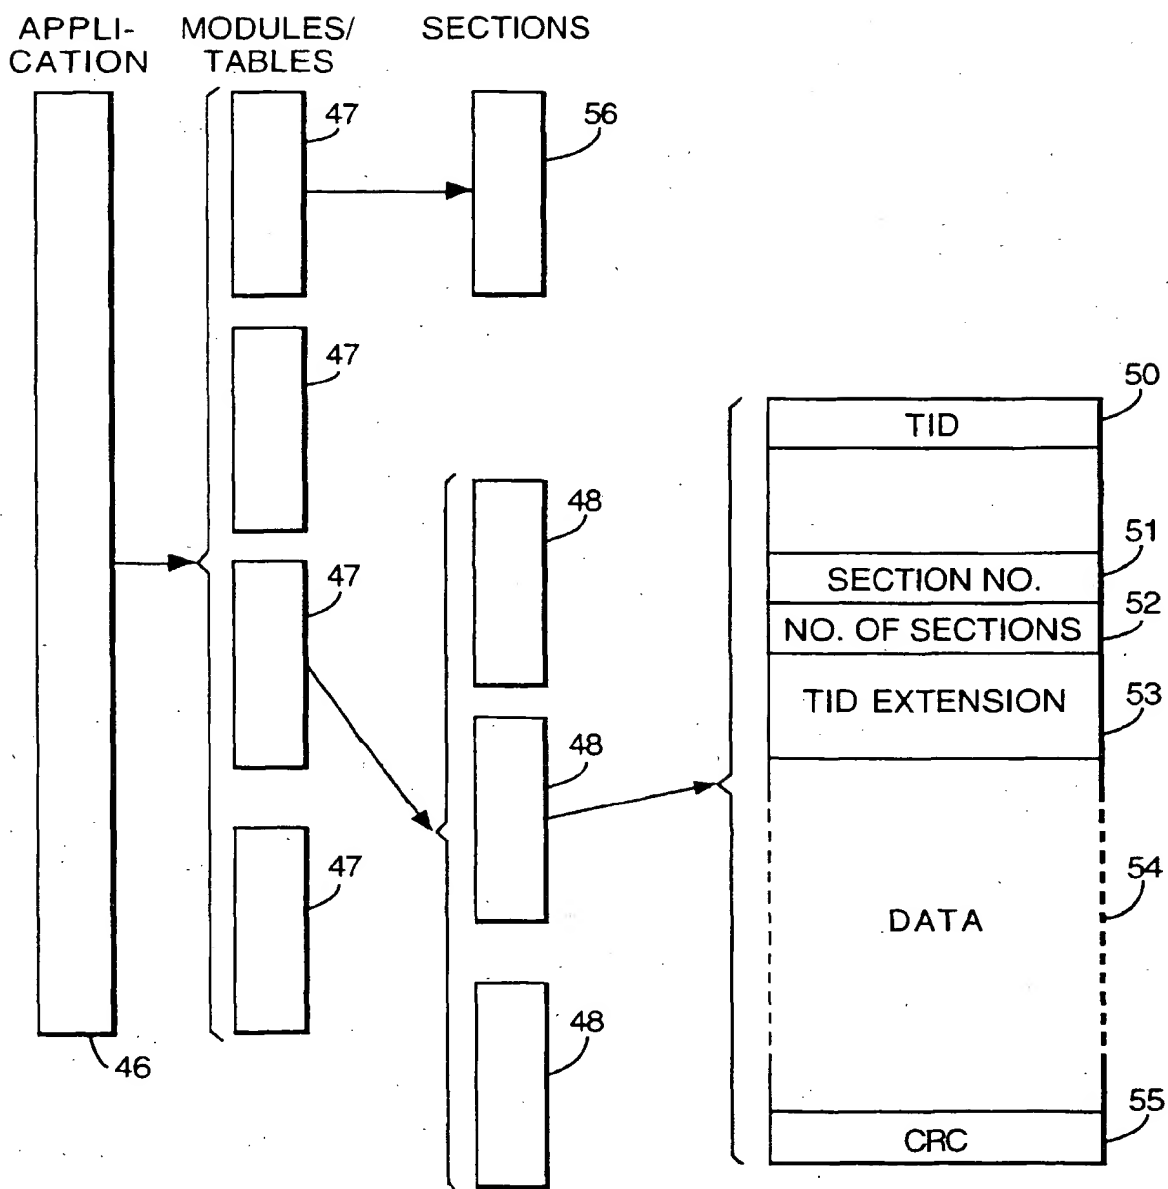 APPLI-
CATION
MODULES/
TABLES
SECTIONS
47
56
47
50
TID
48
51
SECTION NO.
47
52
NO. OF SECTIONS
53
TID EXTENSION
48
47
54
DATA
48
46
55
CRC